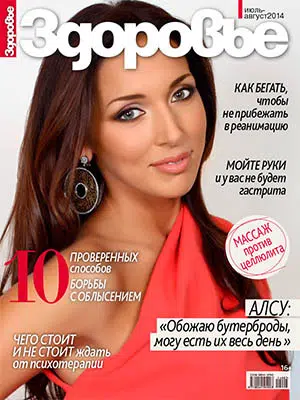 Здоровье
Здоровье
июль-
август2014
КАК БЕГАТЬ,
чтобы
не прибежать
в реанимацию
МОЙТЕ РУКИ
и у вас не будет
гастрита
МАССАЖ
против
целлюлита
10 ПРОВЕРЕННЫХ
способов
БОРЬБЫ
С ОБЛЫСЕНИЕМ
АЛСУ:
«Обожаю бутерброды,
могу есть их весь день»
ЧЕГО СТОИТ
И НЕ СТОИТ ждать
от психотерапии
16+